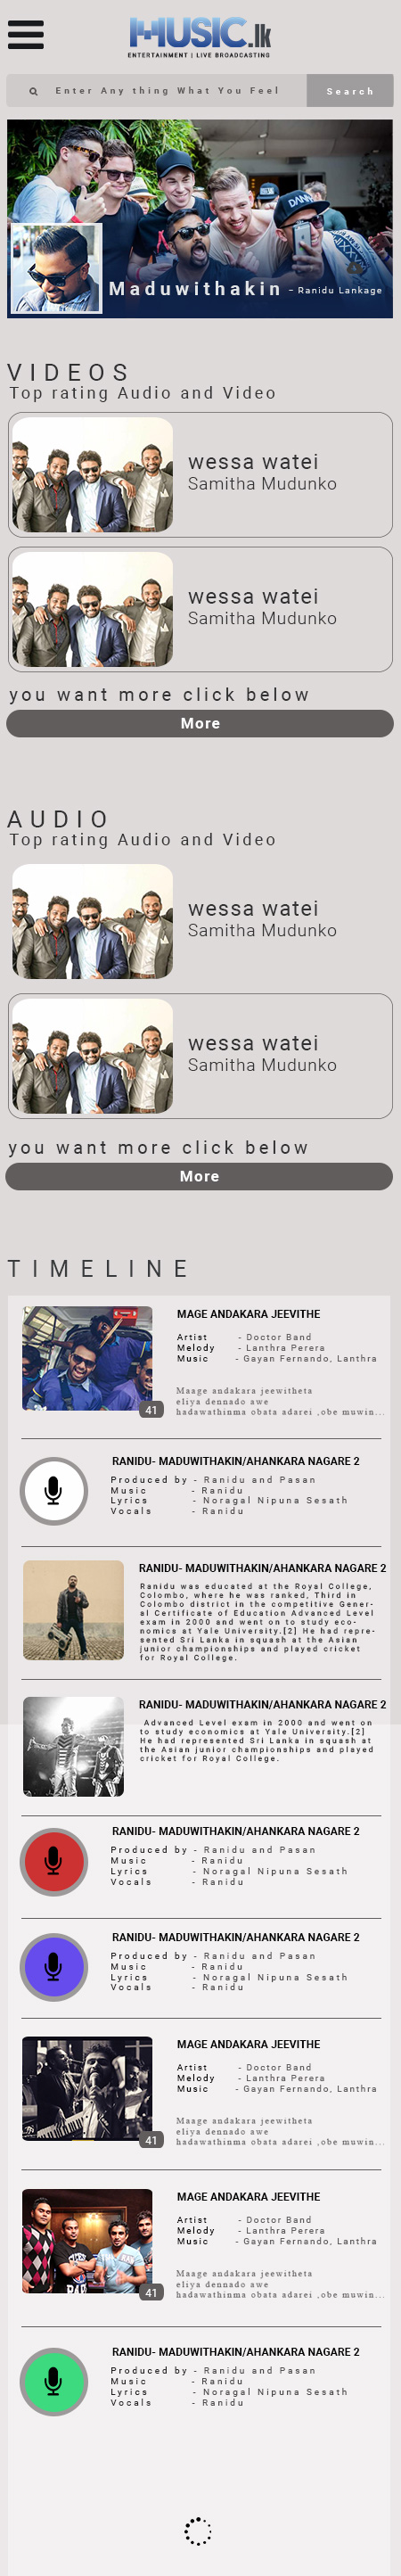 MUSIC.lk
ENTERTAINMENT | LIVE BROADCASTING
Enter Any thing What You Feel
Search
DANN
Maduwithakin - Ranidu Lankage
VIDEOS
Top rating Audio and Video
wessa watei
Samitha Mudunko
wessa watei
Samitha Mudunko
you want more click below
More
AUDIO
Top rating Audio and Video
wessa watei
Samitha Mudunko
wessa watei
Samitha Mudunko
you want more click below
More
TIMELINE
MAGE ANDAKARA JEEVITHE
Artist - Doctor Band
Melody - Lanthra Perera
Music - Gayan Fernando, Lanthra
Maage andakara jeewitheta
eliya dennado awe
hadawathinma obata adarei ,obe muwin...
41
RANIDU- MADUWITHAKIN/AHANKARA NAGARE 2
Produced by - Ranidu and Pasan
Music - Ranidu
Lyrics - Noragal Nipuna Sesath
Vocals - Ranidu
RANIDU- MADUWITHAKIN/AHANKARA NAGARE 2
Ranidu was educated at the Royal College,
Colombo, where he was ranked, Third in
Colombo district in the competitive Gener-
al Certificate of Education Advanced Level
exam in 2000 and went on to study eco-
nomics at Yale University.[2] He had repre-
sented Sri Lanka in squash at the Asian
junior championships and played cricket
for Royal College.
RANIDU- MADUWITHAKIN/AHANKARA NAGARE 2
Advanced Level exam in 2000 and went on
to study economics at Yale University.[2]
He had represented Sri Lanka in squash at
the Asian junior championships and played
cricket for Royal College.
RANIDU- MADUWITHAKIN/AHANKARA NAGARE 2
Produced by - Ranidu and Pasan
Music - Ranidu
Lyrics - Noragal Nipuna Sesath
Vocals - Ranidu
RANIDU- MADUWITHAKIN/AHANKARA NAGARE 2
Produced by - Ranidu and Pasan
Music - Ranidu
Lyrics - Noragal Nipuna Sesath
Vocals - Ranidu
MAGE ANDAKARA JEEVITHE
Artist - Doctor Band
Melody - Lanthra Perera
Music - Gayan Fernando, Lanthra
Maage andakara jeewitheta
eliya dennado awe
hadawathinma obata adarei ,obe muwin...
41
MAGE ANDAKARA JEEVITHE
Artist - Doctor Band
Melody - Lanthra Perera
Music - Gayan Fernando, Lanthra
Maage andakara jeewitheta
eliya dennado awe
hadawathinma obata adarei ,obe muwin...
41
RANIDU- MADUWITHAKIN/AHANKARA NAGARE 2
Produced by - Ranidu and Pasan
Music - Ranidu
Lyrics - Noragal Nipuna Sesath
Vocals - Ranidu